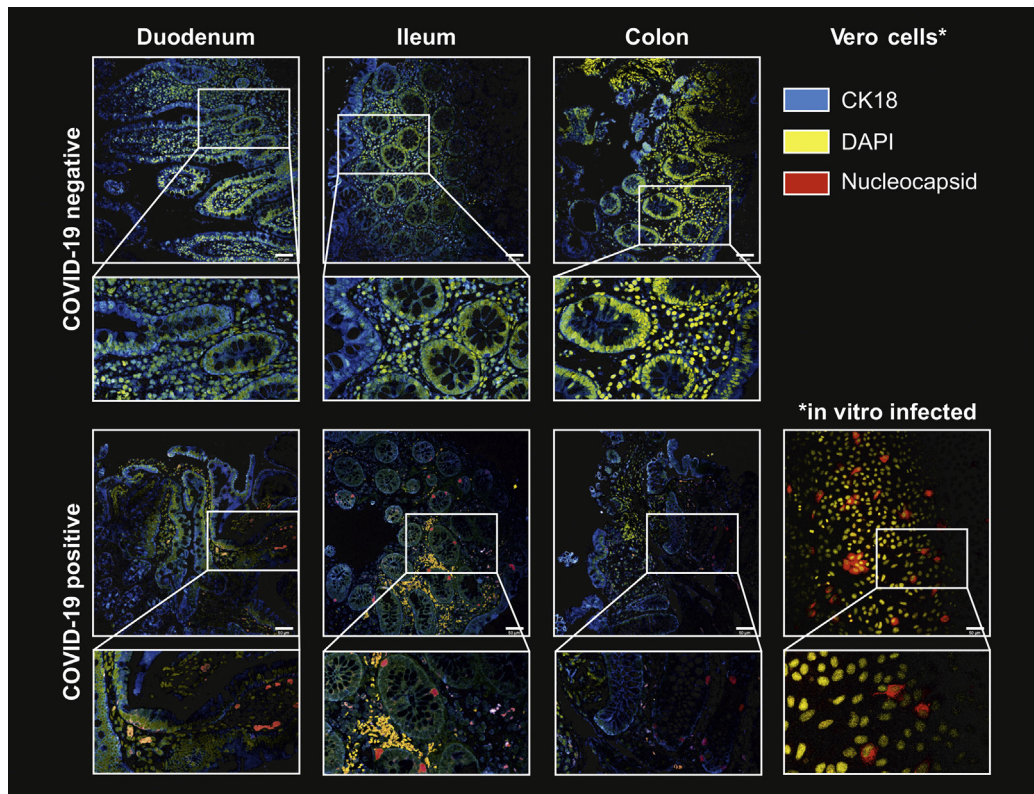 Duodenum
Ileum
Colon
Vero cells*
CK18
DAPI
Nucleocapsid
COVID-19 negative
*in vitro infected
COVID-19 positive